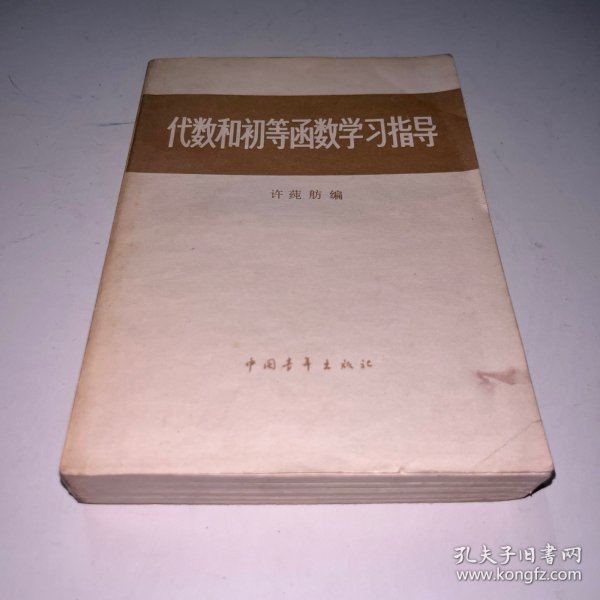 代数和初等函数学习指导
许莼舫编
中国青年出版社
孔夫子旧书网
www.kongfz.com